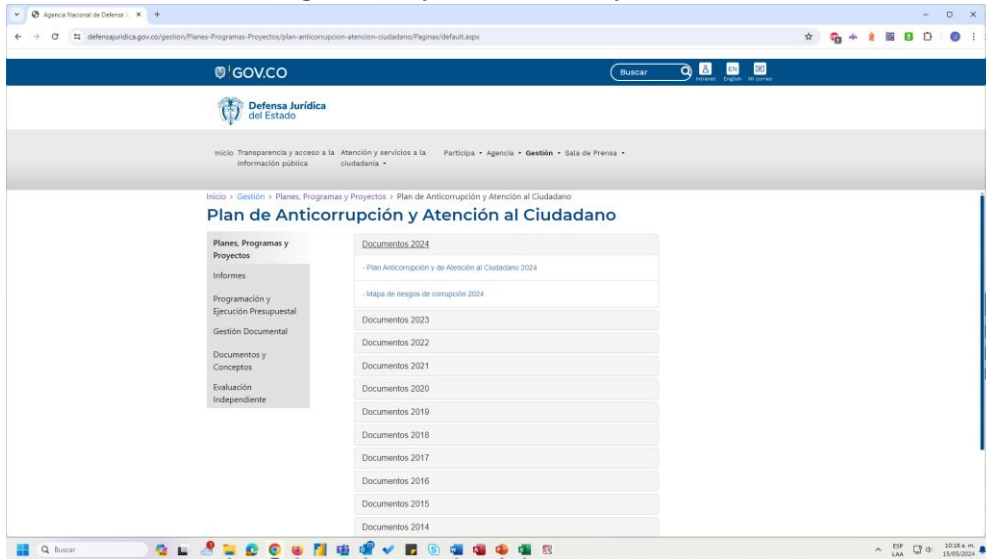 Agencia Nacional de Defensa J
defensajuridica.gov.co/gestion/Planes-Programas-Proyectos/plan-anticorrupcion-atencion-ciudadano/Paginas/default.aspx
GOV.CO
Buscar
Intranet
EN
English
Mi correo
Defensa Jurídica
del Estado
Inicio Transparencia y acceso a la información pública
Atención y servicios a la ciudadanía
Participa
Agencia
Gestión
Sala de Prensa
Inicio > Gestión > Planes, Programas y Proyectos > Plan de Anticorrupción y Atención al Ciudadano
Plan de Anticorrupción y Atención al Ciudadano
Planes, Programas y
Proyectos
Informes
Programación y
Ejecución Presupuestal
Gestión Documental
Documentos y
Conceptos
Evaluación
Independiente
Documentos 2024
- Plan Anticorrupción y de Atención al Ciudadano 2024
- Mapa de riesgos de corrupción 2024
Documentos 2023
Documentos 2022
Documentos 2021
Documentos 2020
Documentos 2019
Documentos 2018
Documentos 2017
Documentos 2016
Documentos 2015
Documentos 2014
Buscar
ESP
LAA
10:18 a. m.
15/05/2024